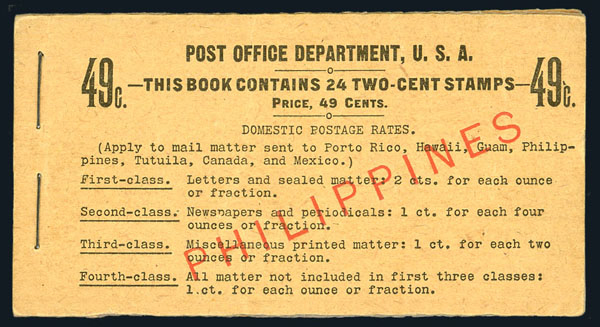 POST OFFICE DEPARTMENT, U. S. A.
49c. —THIS BOOK CONTAINS 24 TWO-CENT STAMPS— 49c.
PRICE, 49 CENTS.
DOMESTIC POSTAGE RATES.
(Apply to mail matter sent to Porto Rico, Hawaii, Guam, Philip-
pines, Tutuila, Canada, and Mexico.)
First-class. Letters and sealed matter: 2 cts. for each ounce
or fraction.
Second-class. Newspapers and periodicals: 1 ct. for each four
ounces or fraction.
Third-class. Miscellaneous printed matter: 1 ct. for each two
ounces or fraction.
Fourth-class. All matter not included in first three classes:
1 ct. for each ounce or fraction.
PHILIPPINES